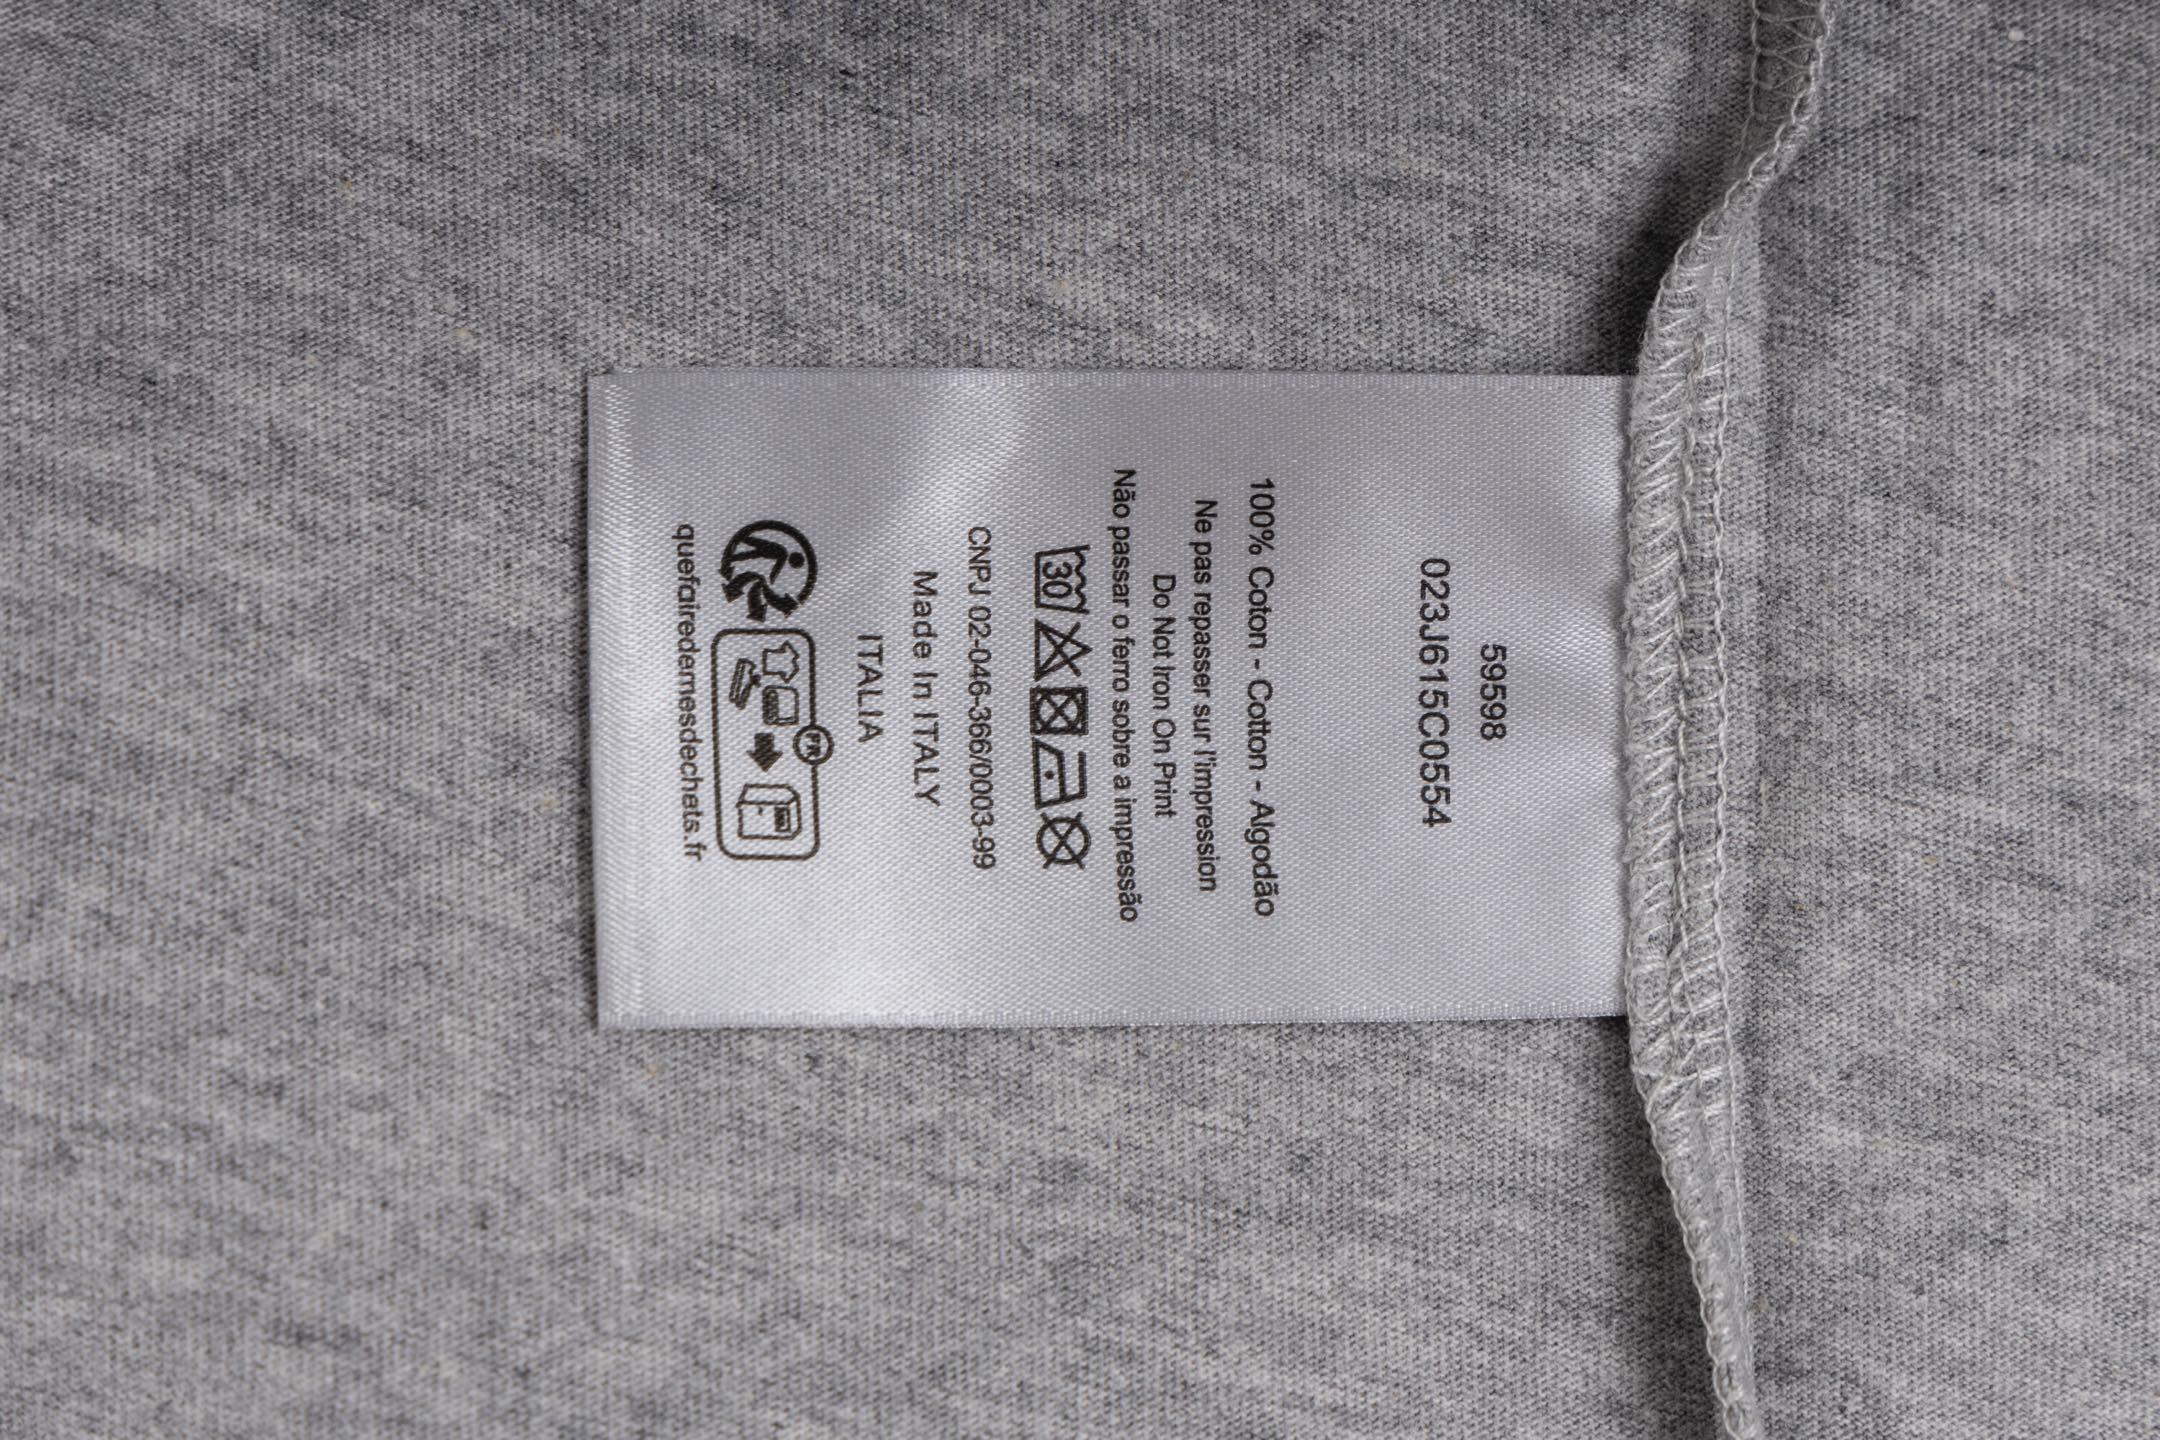 59598
023J615C0554
100% Coton - Cotton - Algodão
Ne pas repasser sur l'impression
Do Not Iron On Print
Não passar o ferro sobre a impressão
30
CNPJ 02-046-366/0003-99
Made In ITALY
ITALIA
FR
quefairedemesdechets.fr